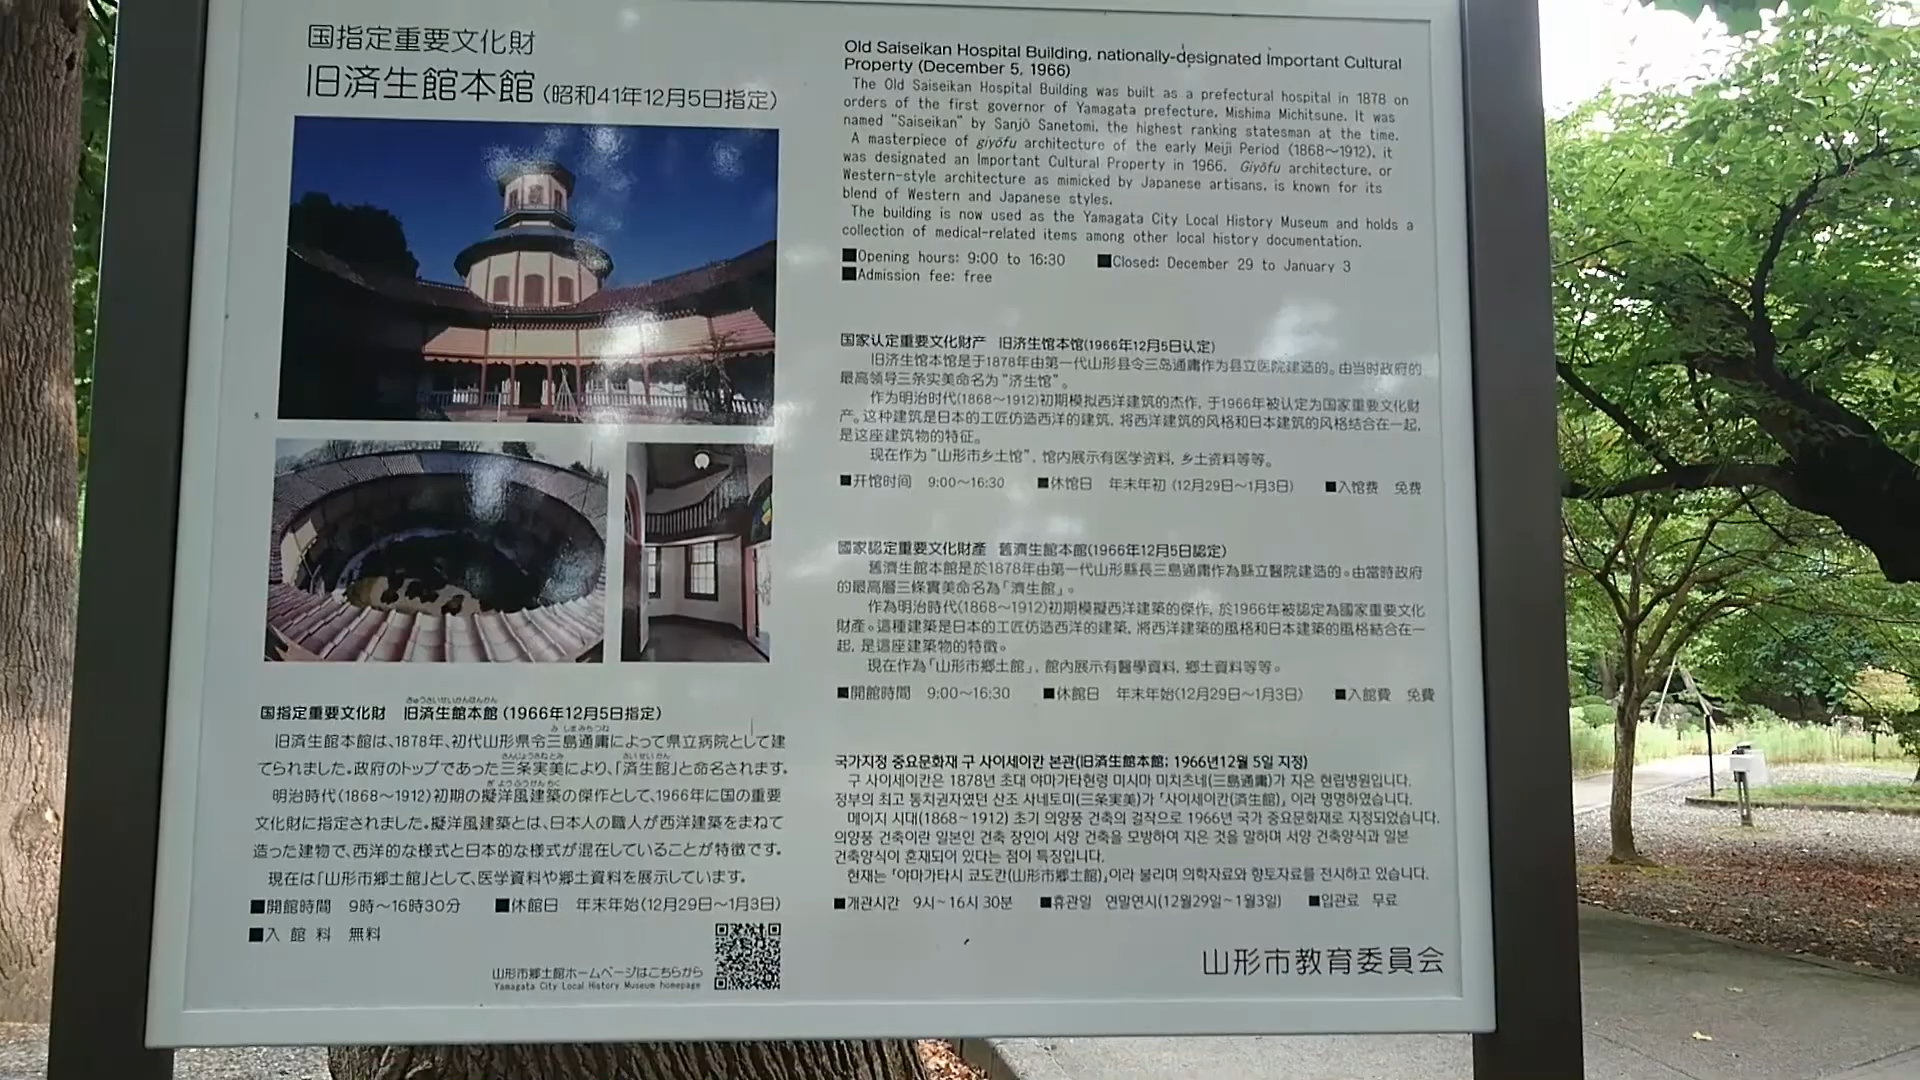 国指定重要文化財
旧済生館本館(昭和41年12月5日指定)
国指定重要文化財 旧済生館本館(1966年12月5日指定)
きゅうさいせいかんほんかん
旧済生館本館は、1878年、初代山形県令三島通庸によって県立病院として建
み しま みち つね
てられました。政府のトップであった三条実美により、「済生館」と命名されます。
さんじょうさね とみ さい せい かん
明治時代(1868～1912)初期の擬洋風建築の傑作として、1966年に国の重要
ぎ よう ふう けん ちく
文化財に指定されました。擬洋風建築とは、日本人の職人が西洋建築をまねて
造った建物で、西洋的な様式と日本的な様式が混在していることが特徴です。
現在は「山形市郷土館」として、医学資料や郷土資料を展示しています。
■開館時間 9時～16時30分 ■休館日 年末年始(12月29日～1月3日)
■入 館 料 無料
山形市郷土館ホームページはこちらから
Yamagata City Local History Museum homepage
Old Saiseikan Hospital Building, nationally-designated Important Cultural
Property (December 5, 1966)
The Old Saiseikan Hospital Building was built as a prefectural hospital in 1878 on
orders of the first governor of Yamagata prefecture, Mishima Michitsune. It was
named "Saiseikan" by Sanjō Sanetomi, the highest ranking statesman at the time.
A masterpiece of giyōfu architecture of the early Meiji Period (1868～1912), it
was designated an Important Cultural Property in 1966. Giyōfu architecture, or
Western-style architecture as mimicked by Japanese artisans, is known for its
blend of Western and Japanese styles.
The building is now used as the Yamagata City Local History Museum and holds a
collection of medical-related items among other local history documentation.
■Opening hours: 9:00 to 16:30 ■Closed: December 29 to January 3
■Admission fee: free
国家认定重要文化财产 旧济生馆本馆(1966年12月5日认定)
旧济生馆本馆是于1878年由第一代山形县令三岛通庸作为县立医院建造的。由当时政府的
最高领导三条实美命名为"济生馆"。
作为明治时代(1868～1912)初期模拟西洋建筑的杰作, 于1966年被认定为国家重要文化财
产。这种建筑是日本的工匠仿造西洋的建筑, 将西洋建筑的风格和日本建筑的风格结合在一起,
是这座建筑物的特征。
现在作为"山形市乡土馆", 馆内展示有医学资料, 乡土资料等等。
■开馆时间 9:00～16:30 ■休馆日 年末年初 (12月29日～1月3日) ■入馆费 免费
國家認定重要文化財產 舊濟生館本館(1966年12月5日認定)
舊濟生館本館是於1878年由第一代山形縣長三島通庸作為縣立醫院建造的。由當時政府
的最高層三條實美命名為「濟生館」。
作為明治時代(1868～1912)初期模擬西洋建築的傑作, 於1966年被認定為國家重要文化
財產。這種建築是日本的工匠仿造西洋的建築, 將西洋建築的風格和日本建築的風格結合在一
起, 是這座建築物的特徵。
現在作為「山形市鄉土館」, 館內展示有醫學資料, 鄉土資料等等。
■開館時間 9:00～16:30 ■休館日 年末年始(12月29日～1月3日) ■入館費 免費
국가지정 중요문화재 구 사이세이칸 본관(旧済生館本館; 1966년12월 5일 지정)
구 사이세이칸은 1878년 초대 야마가타현령 미시마 미치츠네(三島通庸)가 지은 현립병원입니다.
정부의 최고 통치권자였던 산조 사네토미(三条実美)가 「사이세이칸(済生館)」 이라 명명하였습니다.
메이지 시대(1868～1912) 초기 의양풍 건축의 걸작으로 1966년 국가 중요문화재로 지정되었습니다.
의양풍 건축이란 일본인 건축 장인이 서양 건축을 모방하여 지은 것을 말하며 서양 건축양식과 일본
건축양식이 혼재되어 있다는 점이 특징입니다.
현재는 「야마가타시 쿄도칸(山形市郷土館)」이라 불리며 의학자료와 향토자료를 전시하고 있습니다.
■개관시간 9시～16시 30분 ■휴관일 연말연시(12월29일～1월3일) ■입관료 무료
山形市教育委員会